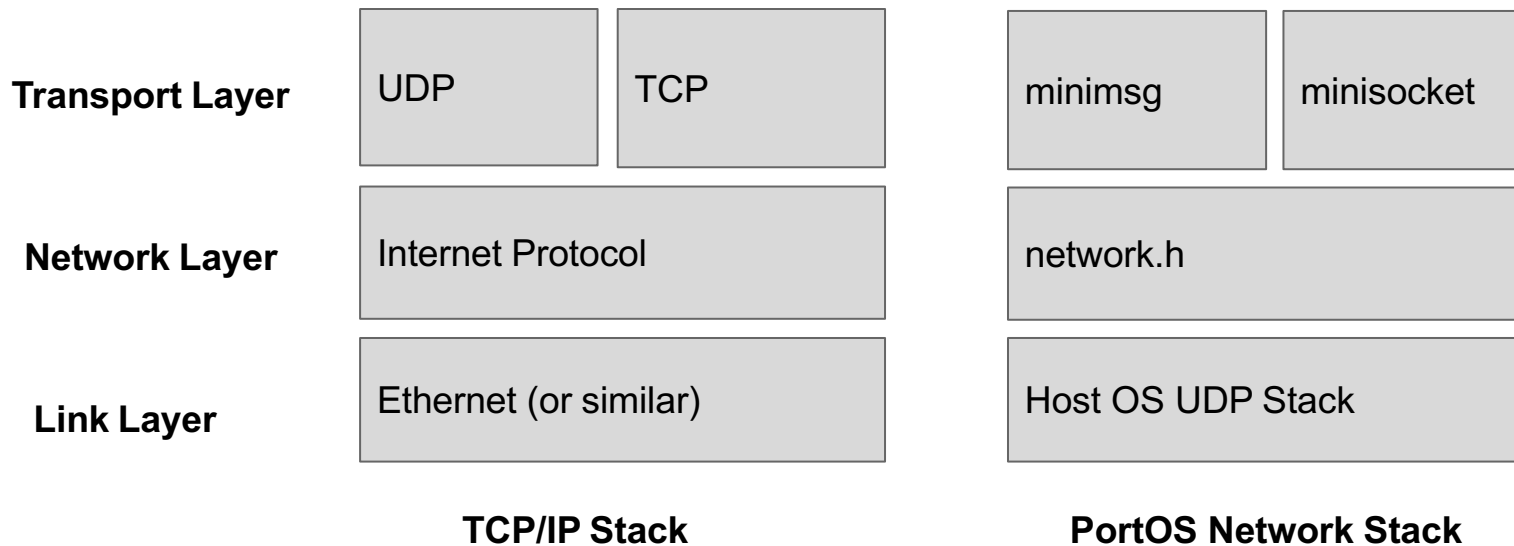 Transport Layer
UDP
TCP
minimsg
minisocket
Network Layer
Internet Protocol
network.h
Link Layer
Ethernet (or similar)
Host OS UDP Stack
TCP/IP Stack
PortOS Network Stack